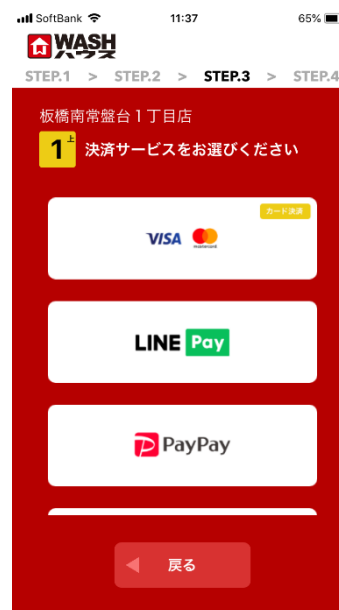 SoftBank 11:37 65%
WASH
ハウス
STEP.1 > STEP.2 > STEP.3 > STEP.4
板橋南常盤台1丁目店
1上 決済サービスをお選びください
カード決済
VISA mastercard
LINE Pay
PayPay
戻る